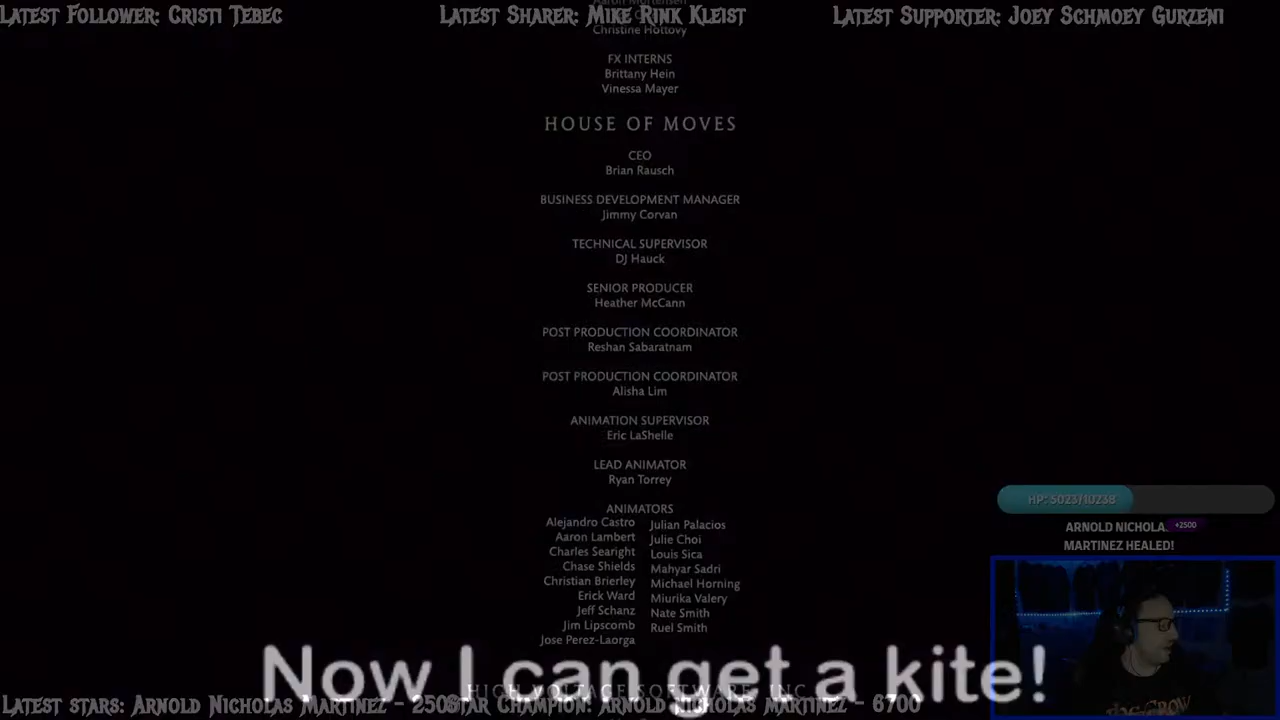 Latest Follower: Cristi Tebec
Latest Sharer: Mike Rink Kleist
Latest Supporter: Joey Schmoey Gurzeni
Aaron Mortensen
Christine Hottovy
FX INTERNS
Brittany Hein
Vinessa Mayer
HOUSE OF MOVES
CEO
Brian Rausch
BUSINESS DEVELOPMENT MANAGER
Jimmy Corvan
TECHNICAL SUPERVISOR
DJ Hauck
SENIOR PRODUCER
Heather McCann
POST PRODUCTION COORDINATOR
Reshan Sabaratnam
POST PRODUCTION COORDINATOR
Alisha Lim
ANIMATION SUPERVISOR
Eric LaShelle
LEAD ANIMATOR
Ryan Torrey
ANIMATORS
Alejandro Castro
Aaron Lambert
Charles Searight
Chase Shields
Christian Brierley
Erick Ward
Jeff Schanz
Jim Lipscomb
Jose Perez-Laorga
Julian Palacios
Julie Choi
Louis Sica
Mahyar Sadri
Michael Horning
Miurika Valery
Nate Smith
Ruel Smith
HP: 5023/10238
ARNOLD NICHOLA
+2500
MARTINEZ HEALED!
Now I can get a kite!
HIGH VOLTAGE SOFTWARE, INC.
Latest stars: Arnold Nicholas Martinez - 2500
Star Champion: Arnold Nicholas Martinez - 6700